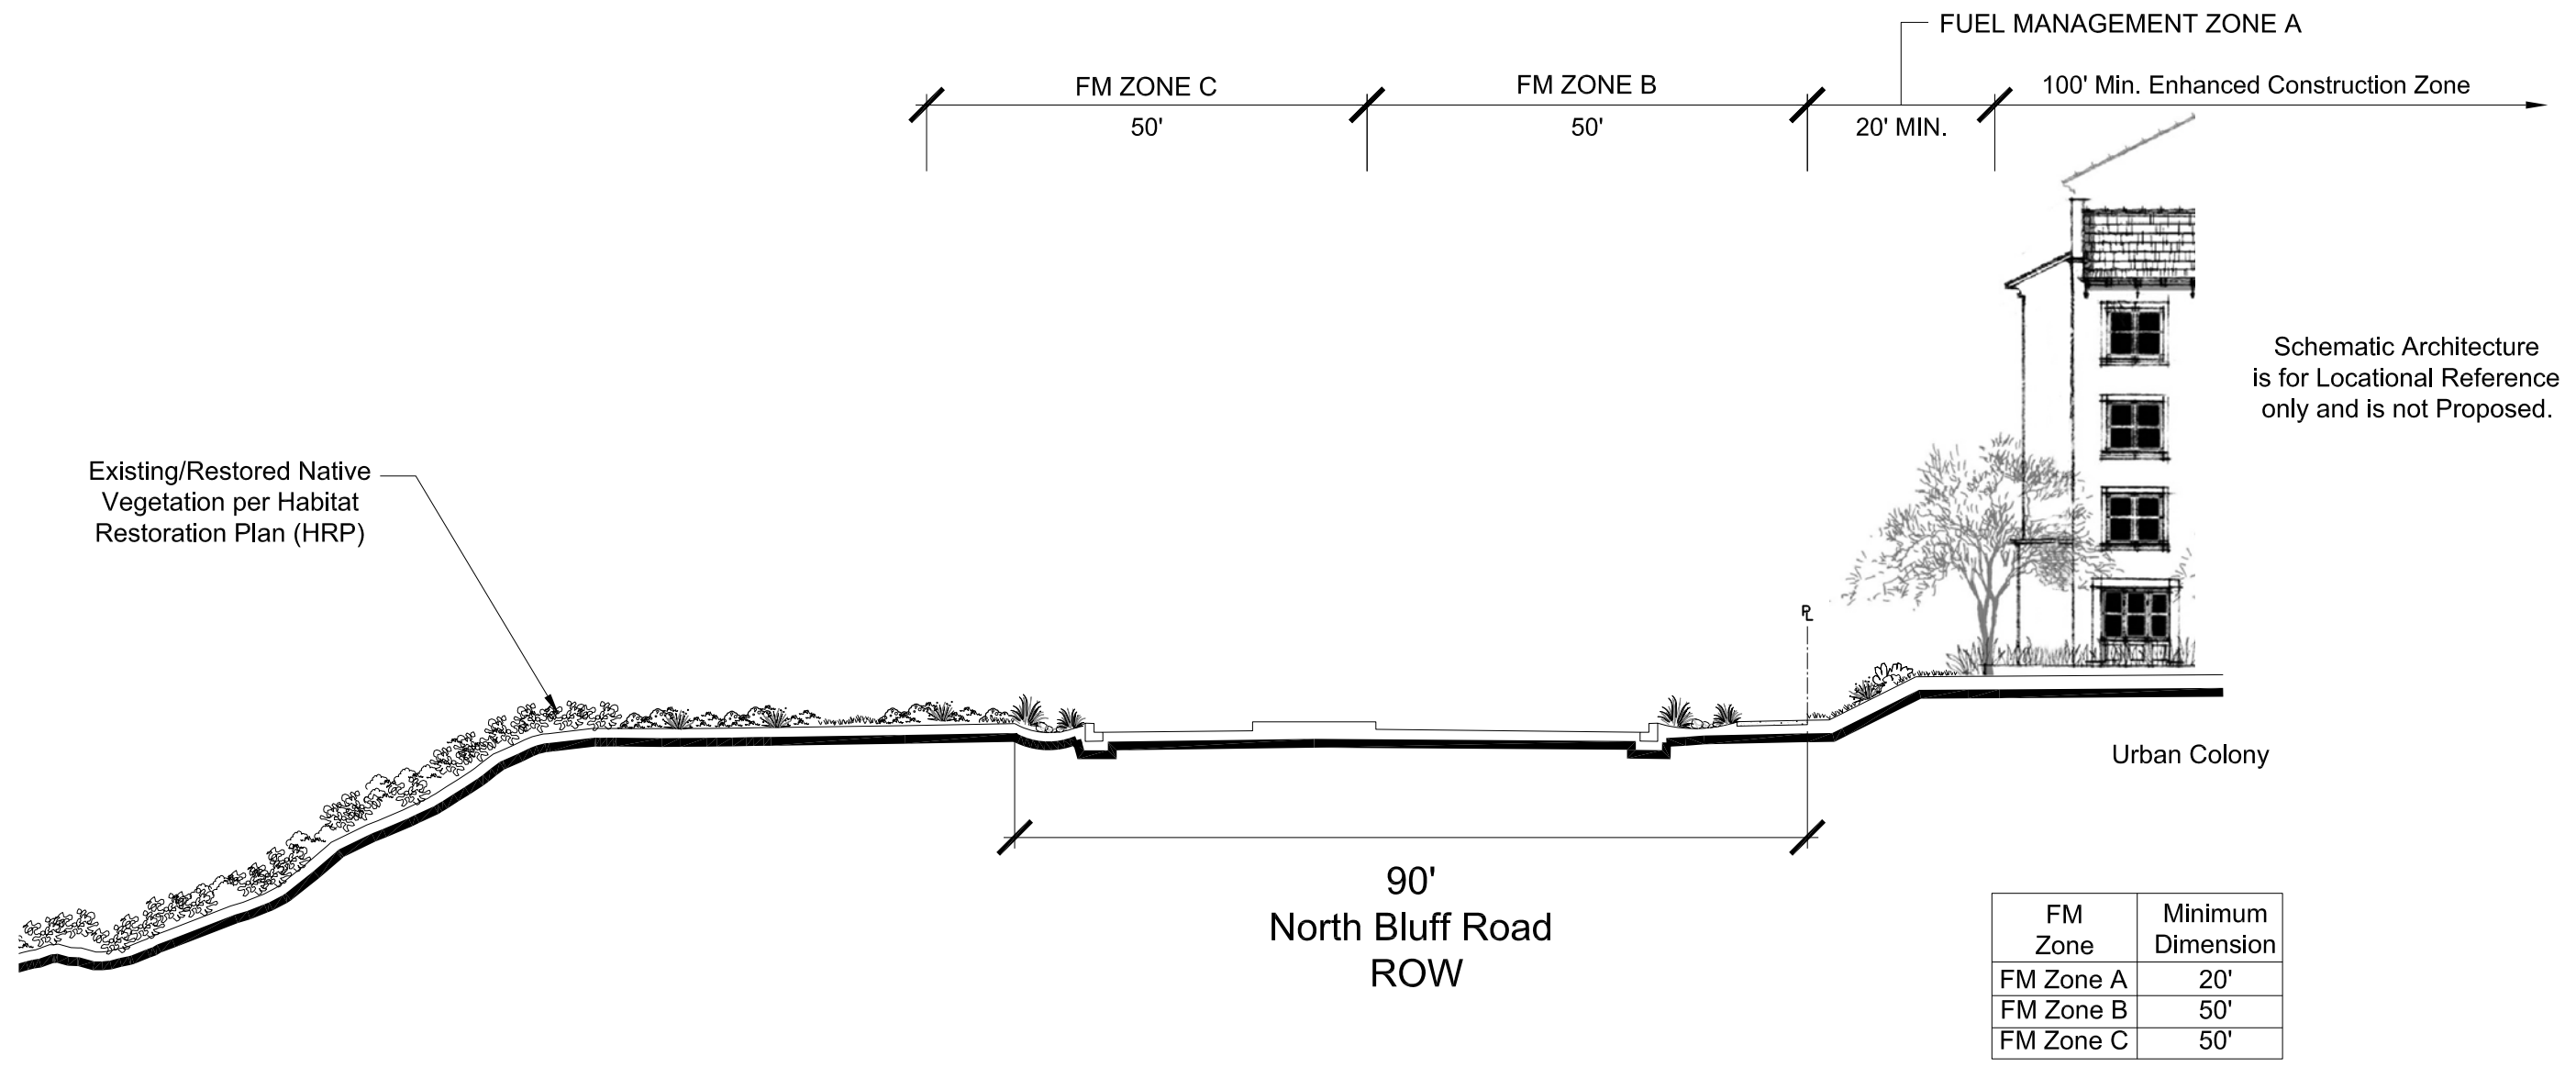 FUEL MANAGEMENT ZONE A
FM ZONE C
FM ZONE B
100' Min. Enhanced Construction Zone
50'
50'
20' MIN.
Schematic Architecture
is for Locational Reference
only and is not Proposed.
Existing/Restored Native
Vegetation per Habitat
Restoration Plan (HRP)
PL
Urban Colony
90'
North Bluff Road
ROW
FM Zone Minimum Dimension
FM Zone A 20'
FM Zone B 50'
FM Zone C 50'